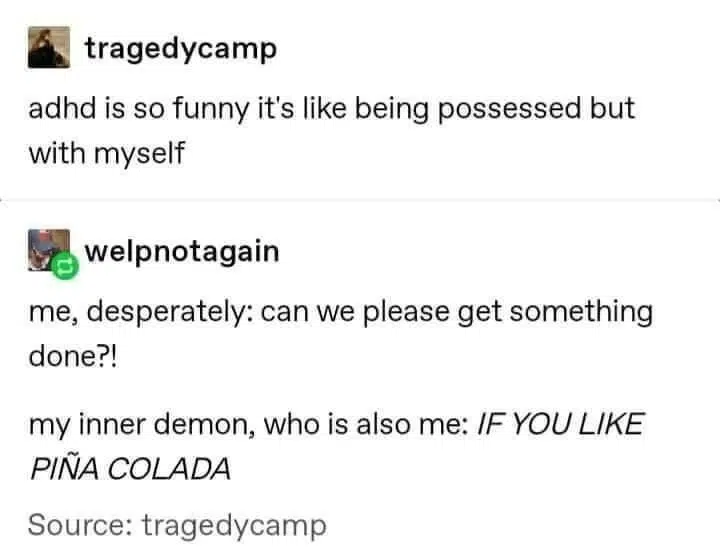 tragedycamp
adhd is so funny it's like being possessed but
with myself
welpnotagain
me, desperately: can we please get something
done?!
my inner demon, who is also me: IF YOU LIKE
PIÑA COLADA
Source: tragedycamp